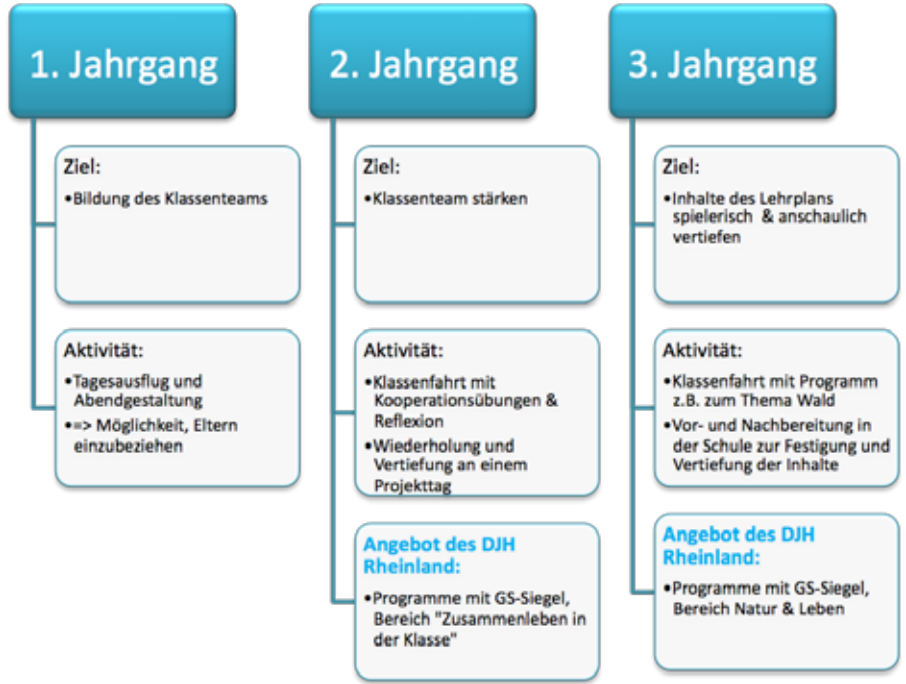 1. Jahrgang
Ziel:
•Bildung des Klassenteams
Aktivität:
•Tagesausflug und
Abendgestaltung
•=> Möglichkeit, Eltern
einzubeziehen
2. Jahrgang
Ziel:
•Klassenteam stärken
Aktivität:
•Klassenfahrt mit
Kooperationsübungen &
Reflexion
•Wiederholung und
Vertiefung an einem
Projekttag
Angebot des DJH
Rheinland:
•Programme mit GS-Siegel,
Bereich "Zusammenleben in
der Klasse"
3. Jahrgang
Ziel:
•Inhalte des Lehrplans
spielerisch & anschaulich
vertiefen
Aktivität:
•Klassenfahrt mit Programm
z.B. zum Thema Wald
•Vor- und Nachbereitung in
der Schule zur Festigung und
Vertiefung der Inhalte
Angebot des DJH
Rheinland:
•Programme mit GS-Siegel,
Bereich Natur & Leben